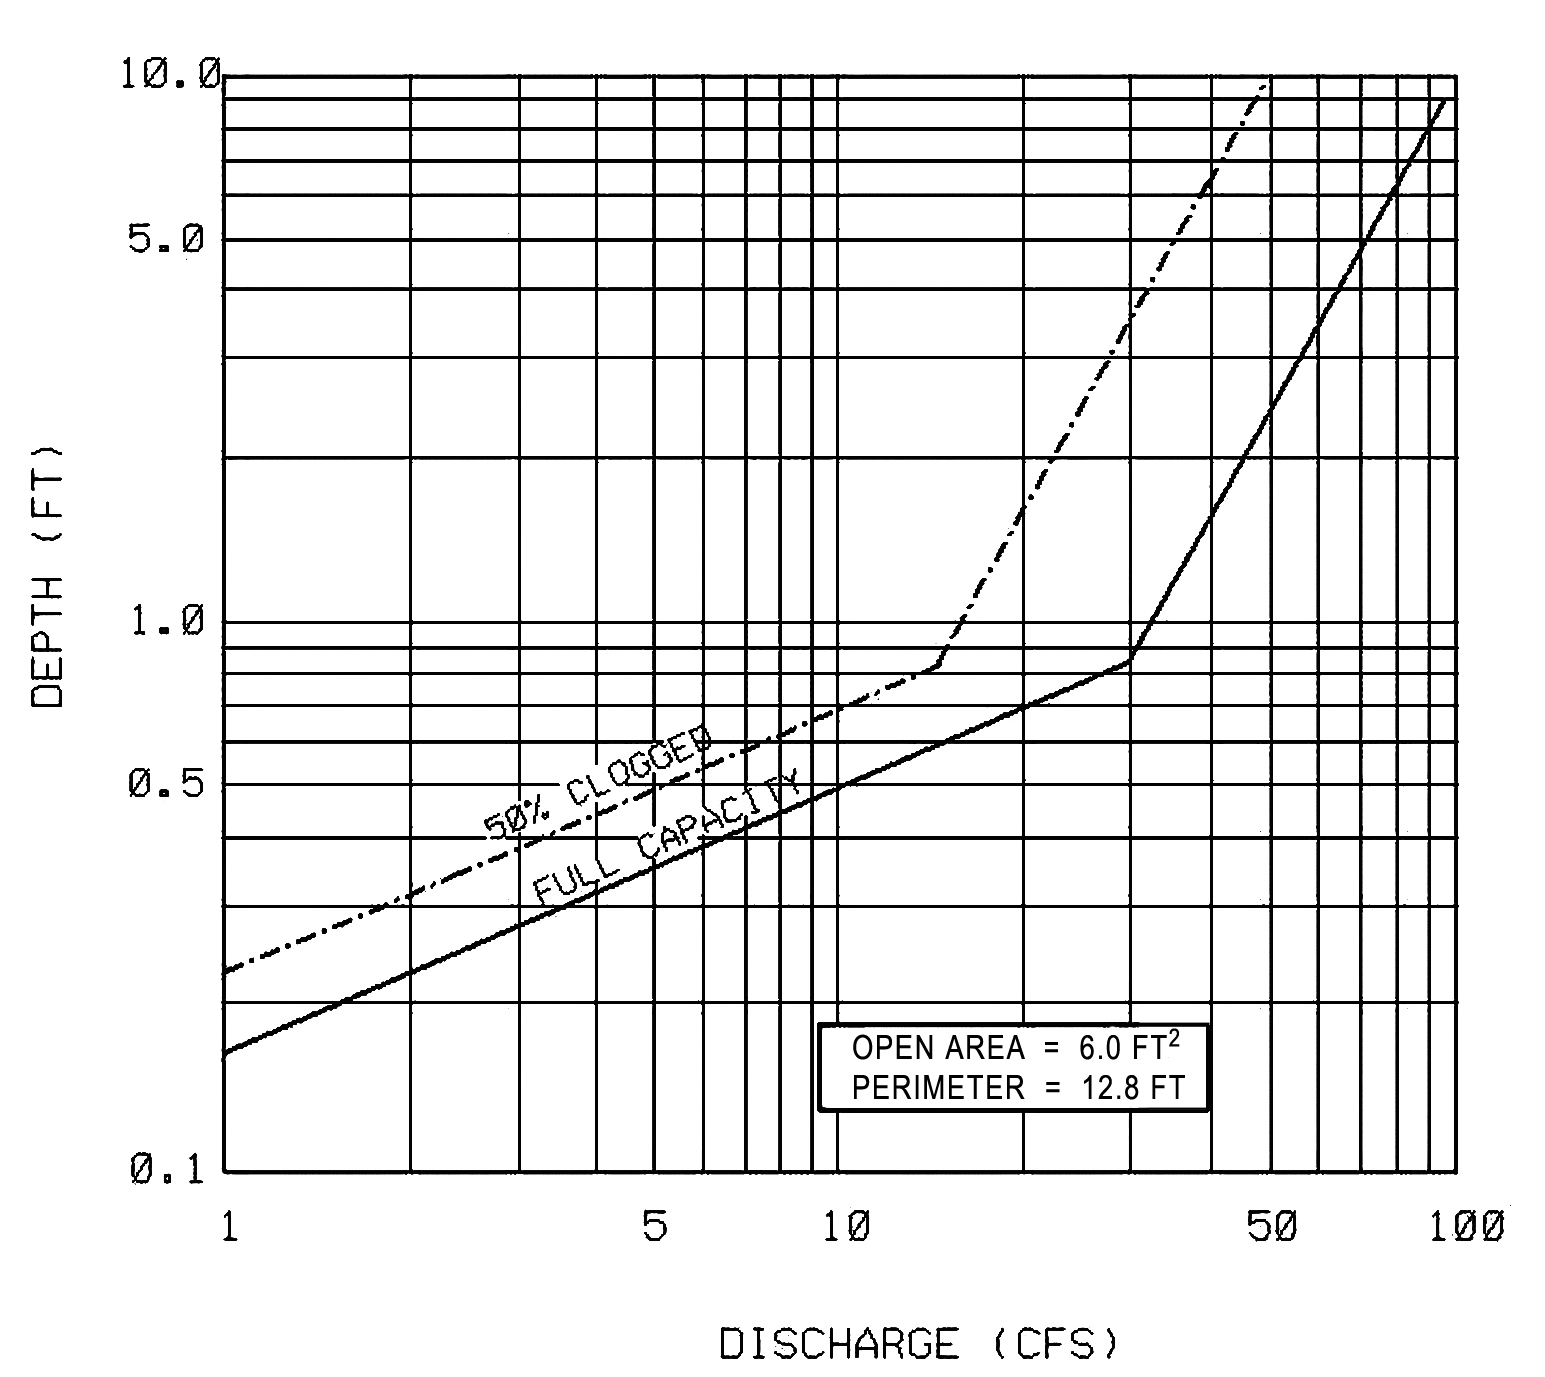 10.0
5.0
1.0
0.5
0.1
DEPTH (FT)
50% CLOGGED
FULL CAPACITY
OPEN AREA = 6.0 FT²
PERIMETER = 12.8 FT
1 5 10 50 100
DISCHARGE (CFS)